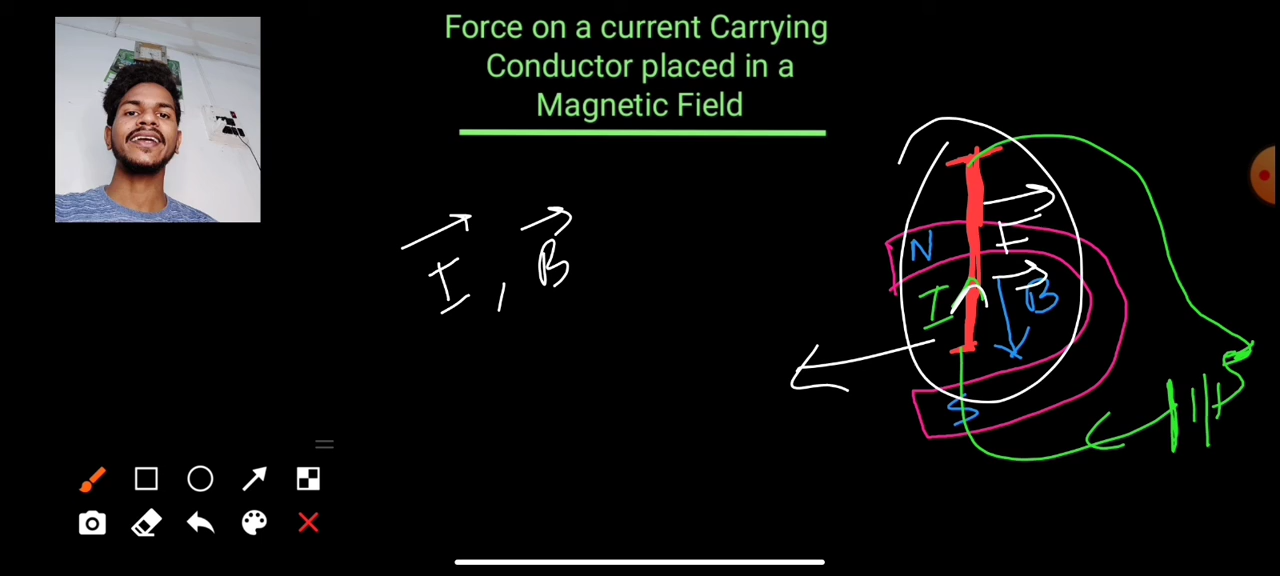 Force on a current Carrying
Conductor placed in a
Magnetic Field
I, B
N
I
I
B
S